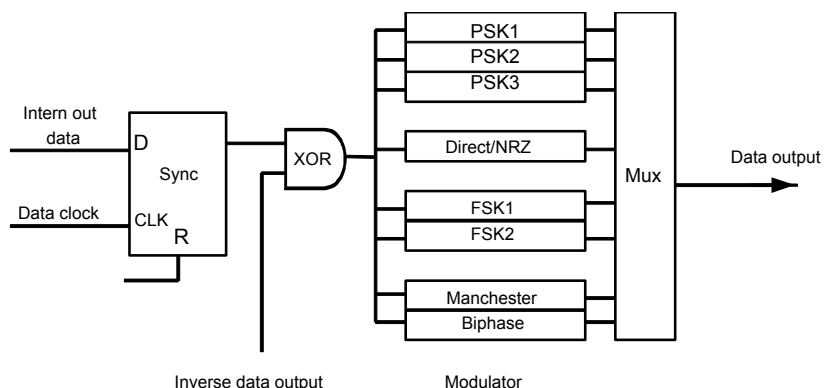 Intern out
data
D
Sync
Data clock
CLK
R
XOR
Inverse data output
PSK1
PSK2
PSK3
Direct/NRZ
FSK1
FSK2
Manchester
Biphase
Modulator
Mux
Data output